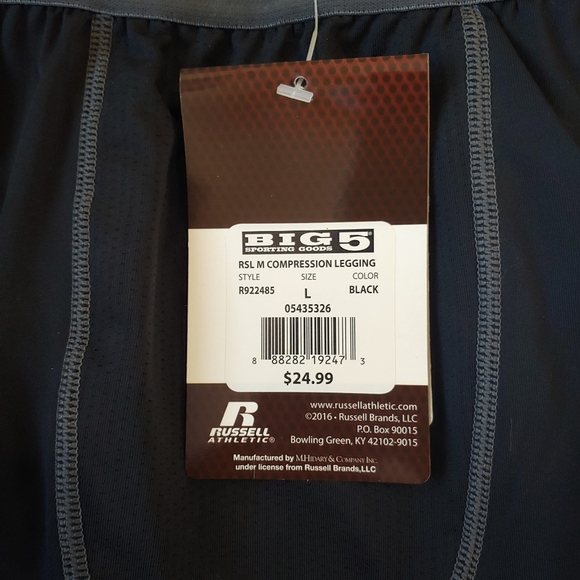 BIG 5®
SPORTING GOODS
RSL M COMPRESSION LEGGING
STYLE SIZE COLOR
R922485 L BLACK
05435326
8 88282 19247 3
$24.99
R
RUSSELL
ATHLETIC®
www.russellathletic.com
©2016 • Russell Brands, LLC
P.O. Box 90015
Bowling Green, KY 42102-9015
Manufactured by M.HIDARY & COMPANY INC.
under license from Russell Brands,LLC